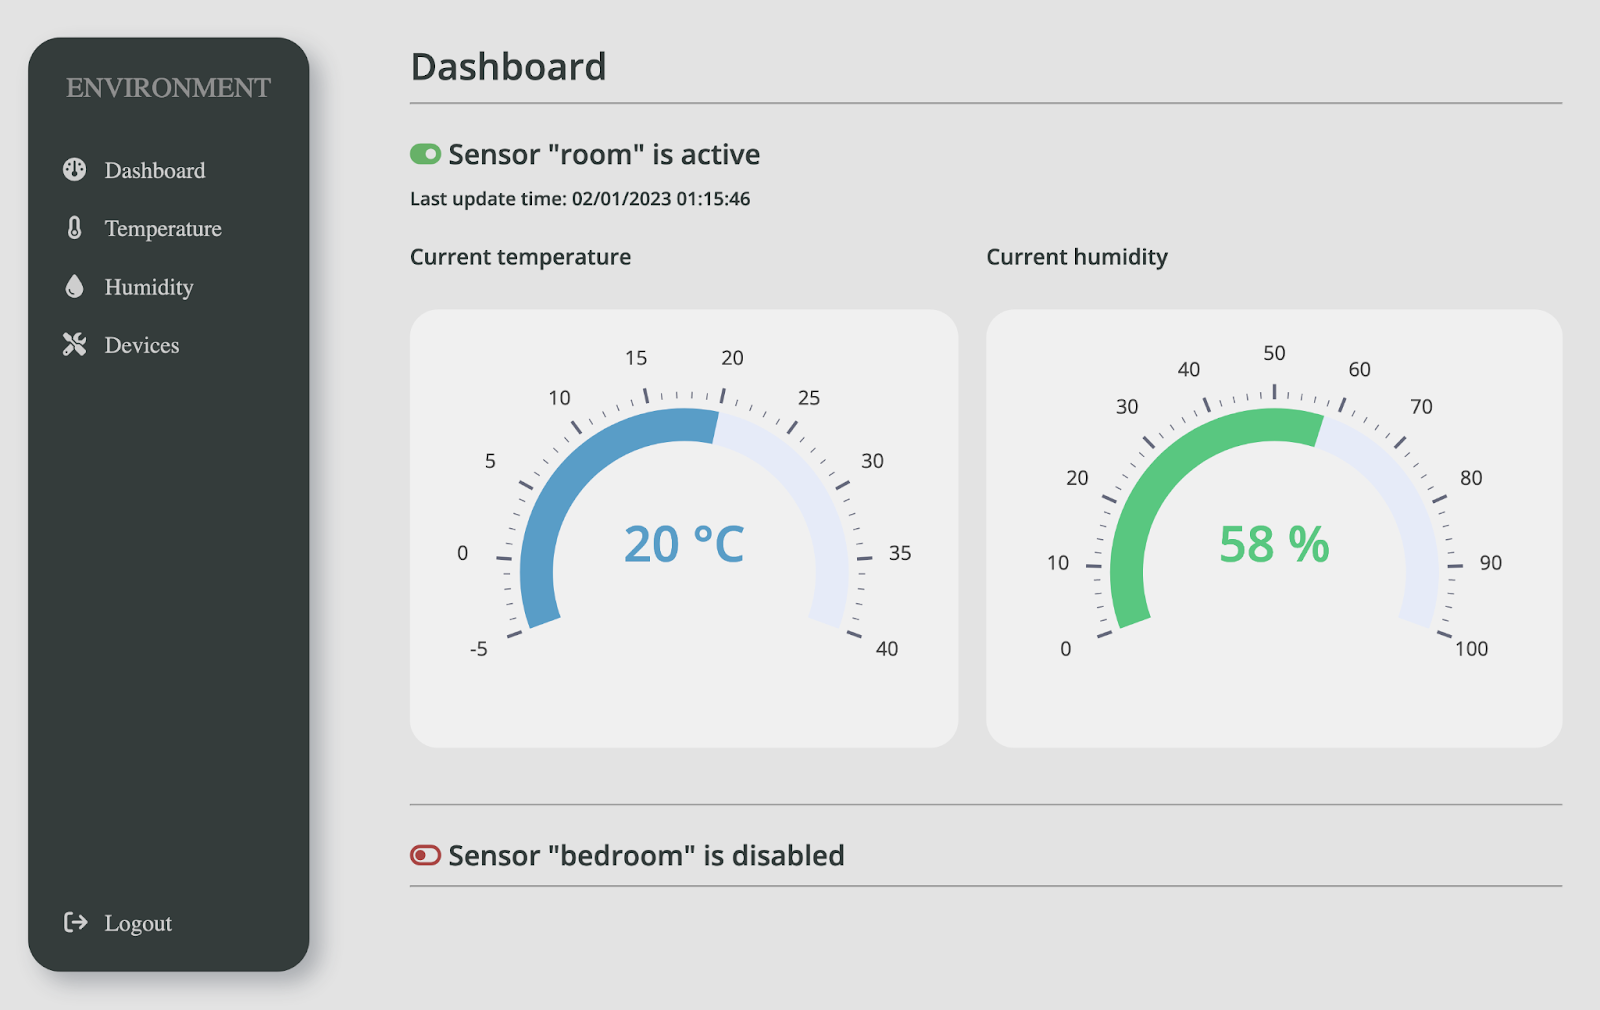 ENVIRONMENT
Dashboard
Temperature
Humidity
Devices
Logout
Dashboard
Sensor "room" is active
Last update time: 02/01/2023 01:15:46
Current temperature
-5
0
5
10
15
20
25
30
35
40
20 °C
Current humidity
0
10
20
30
40
50
60
70
80
90
100
58 %
Sensor "bedroom" is disabled